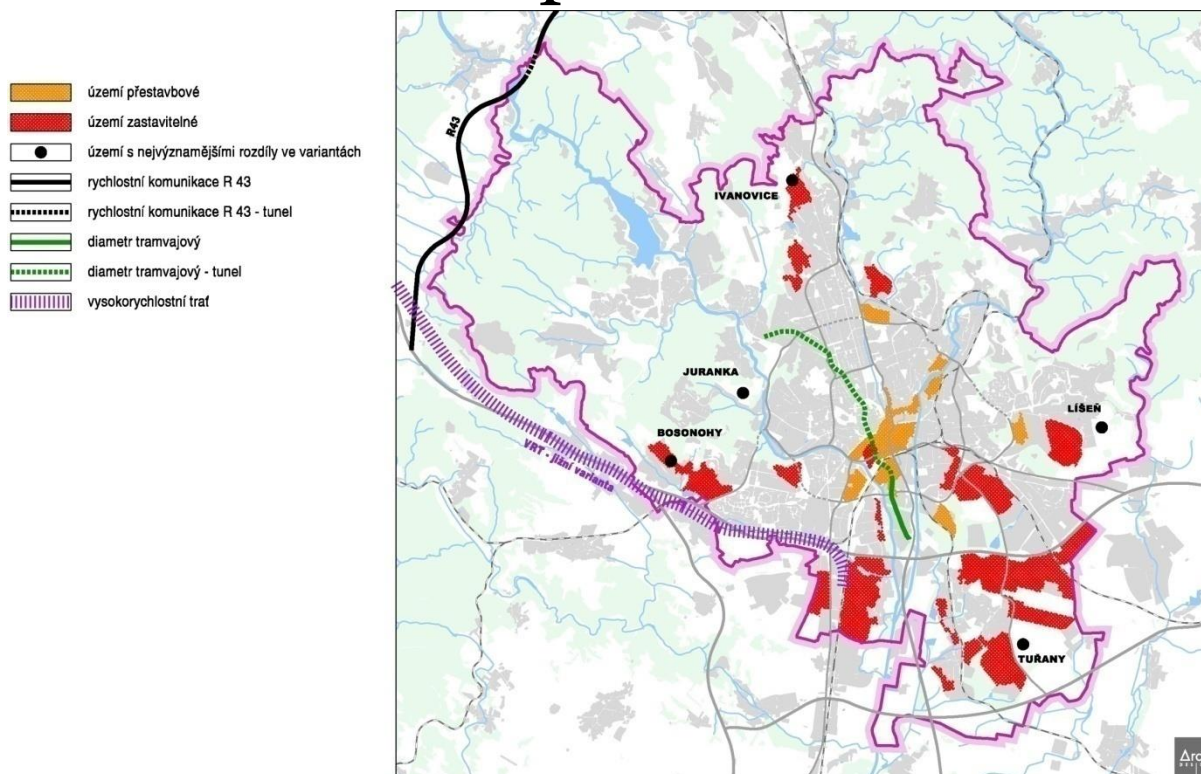 území přestavbové
území zastavitelné
území s nejvýznamějšími rozdíly ve variantách
rychlostní komunikace R 43
rychlostní komunikace R 43 - tunel
diametr tramvajový
diametr tramvajový - tunel
vysokorychlostní trať
R43
IVANOVICE
JURANKA
LÍŠEŇ
BOSONOHY
VRT - jižní varianta
TUŘANY